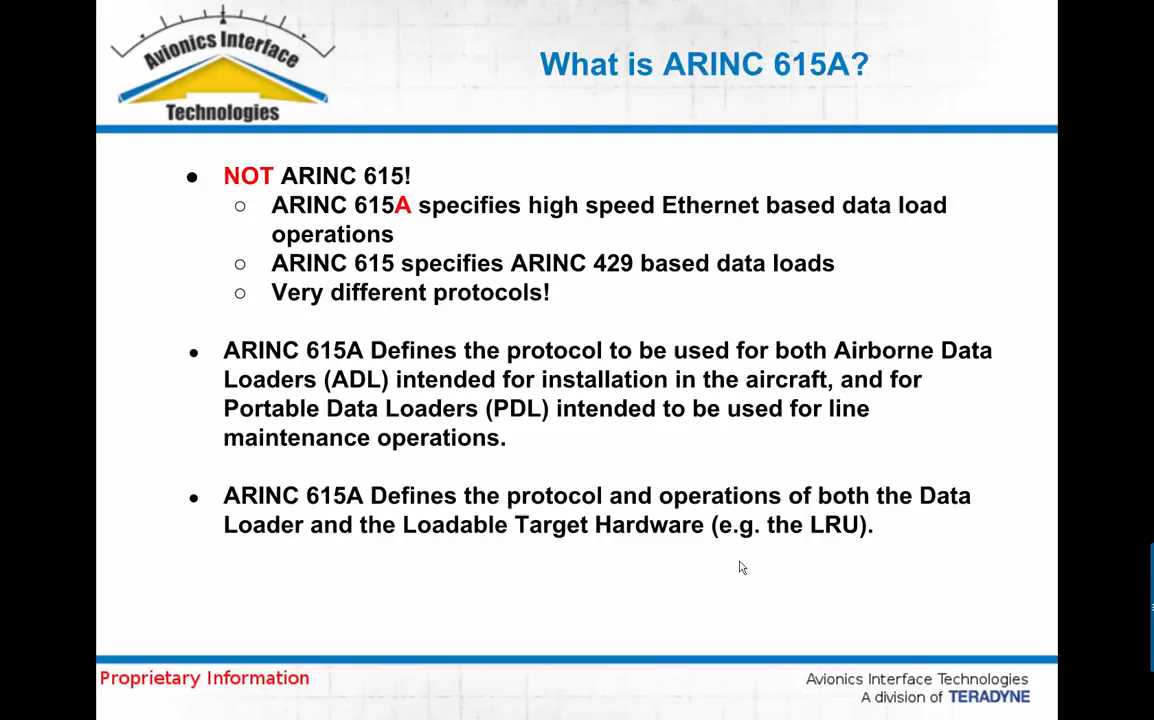 Avionics Interface
Technologies
What is ARINC 615A?
● NOT ARINC 615!
○ ARINC 615A specifies high speed Ethernet based data load
operations
○ ARINC 615 specifies ARINC 429 based data loads
○ Very different protocols!
● ARINC 615A Defines the protocol to be used for both Airborne Data
Loaders (ADL) intended for installation in the aircraft, and for
Portable Data Loaders (PDL) intended to be used for line
maintenance operations.
● ARINC 615A Defines the protocol and operations of both the Data
Loader and the Loadable Target Hardware (e.g. the LRU).
Proprietary Information
Avionics Interface Technologies
A division of TERADYNE